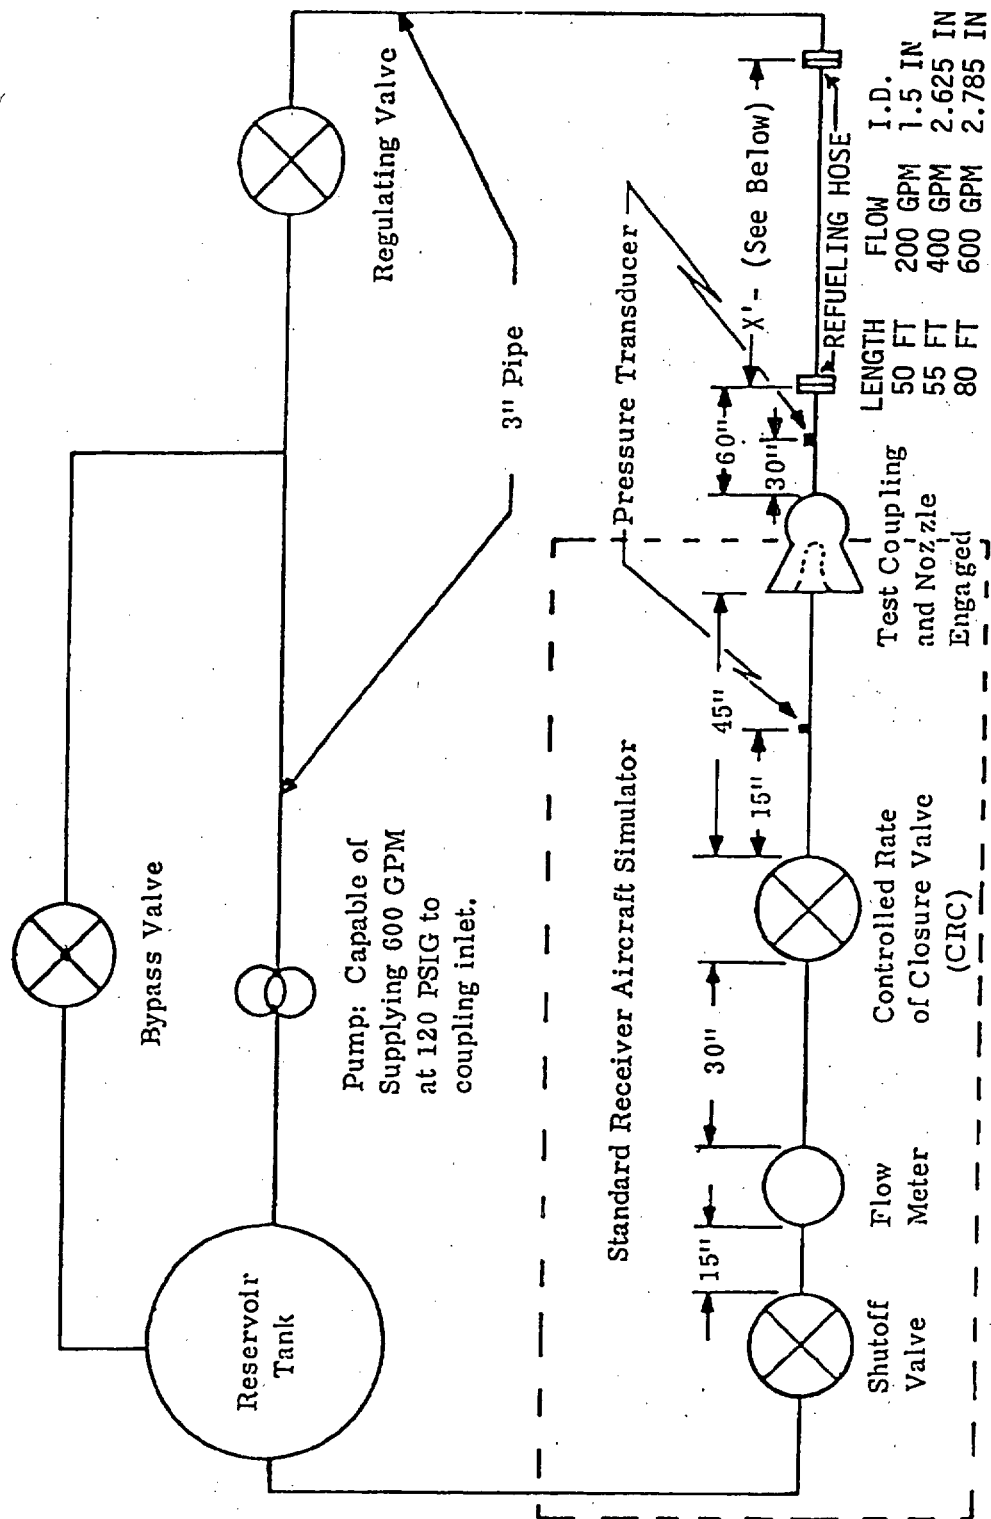 Bypass Valve
Regulating Valve
Reservoir
Tank
Pump: Capable of
Supplying 600 GPM
at 120 PSIG to
coupling inlet.
3" Pipe
Standard Receiver Aircraft Simulator
Pressure Transducer
15"
30"
45"
15"
60"
30"
X'- (See Below)
REFUELING HOSE
Shutoff
Valve
Flow
Meter
Controlled Rate
of Closure Valve
(CRC)
Test Coupling
and Nozzle
Engaged
LENGTH FLOW I.D.
50 FT 200 GPM 1.5 IN
55 FT 400 GPM 2.625 IN
80 FT 600 GPM 2.785 IN